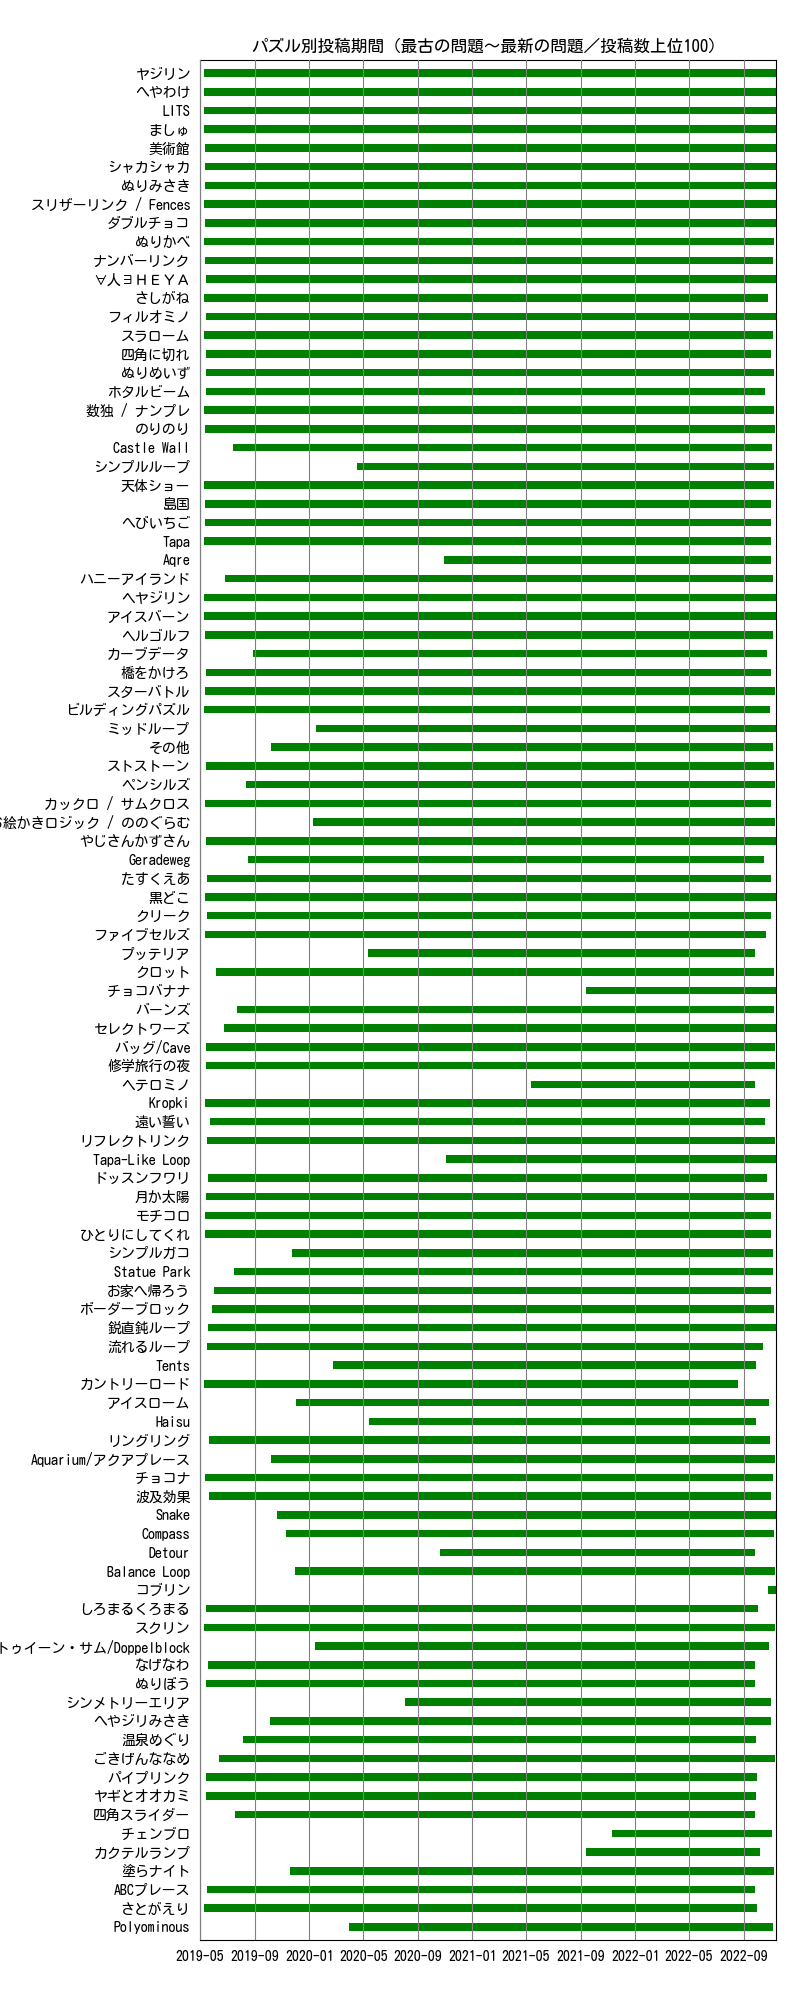 パズル別投稿期間（最古の問題～最新の問題／投稿数上位100）
ヤジリン
へやわけ
LITS
ましゅ
美術館
シャカシャカ
ぬりみさき
スリザーリンク / Fences
ダブルチョコ
ぬりかべ
ナンバーリンク
∀人∃ＨＥＹＡ
さしがね
フィルオミノ
スラローム
四角に切れ
ぬりめいず
ホタルビーム
数独 / ナンプレ
のりのり
Castle Wall
シンプルループ
天体ショー
島国
へびいちご
Tapa
Aqre
ハニーアイランド
ヘヤジリン
アイスバーン
ヘルゴルフ
カーブデータ
橋をかけろ
スターバトル
ビルディングパズル
ミッドループ
その他
ストストーン
ペンシルズ
カックロ / サムクロス
絵かきロジック / ののぐらむ
やじさんかずさん
Geradeweg
たすくえあ
黒どこ
クリーク
ファイブセルズ
プッテリア
クロット
チョコバナナ
バーンズ
セレクトワーズ
バッグ/Cave
修学旅行の夜
ヘテロミノ
Kropki
遠い誓い
リフレクトリンク
Tapa-Like Loop
ドッスンフワリ
月か太陽
モチコロ
ひとりにしてくれ
シンプルガコ
Statue Park
お家へ帰ろう
ボーダーブロック
鋭直鈍ループ
流れるループ
Tents
カントリーロード
アイスローム
Haisu
リングリング
Aquarium/アクアプレース
チョコナ
波及効果
Snake
Compass
Detour
Balance Loop
コブリン
しろまるくろまる
スクリン
トゥイーン・サム/Doppelblock
なげなわ
ぬりぼう
シンメトリーエリア
へやジリみさき
温泉めぐり
ごきげんななめ
パイプリンク
ヤギとオオカミ
四角スライダー
チェンブロ
カクテルランプ
塗らナイト
ABCプレース
さとがえり
Polyominous
2019-05 2019-09 2020-01 2020-05 2020-09 2021-01 2021-05 2021-09 2022-01 2022-05 2022-09